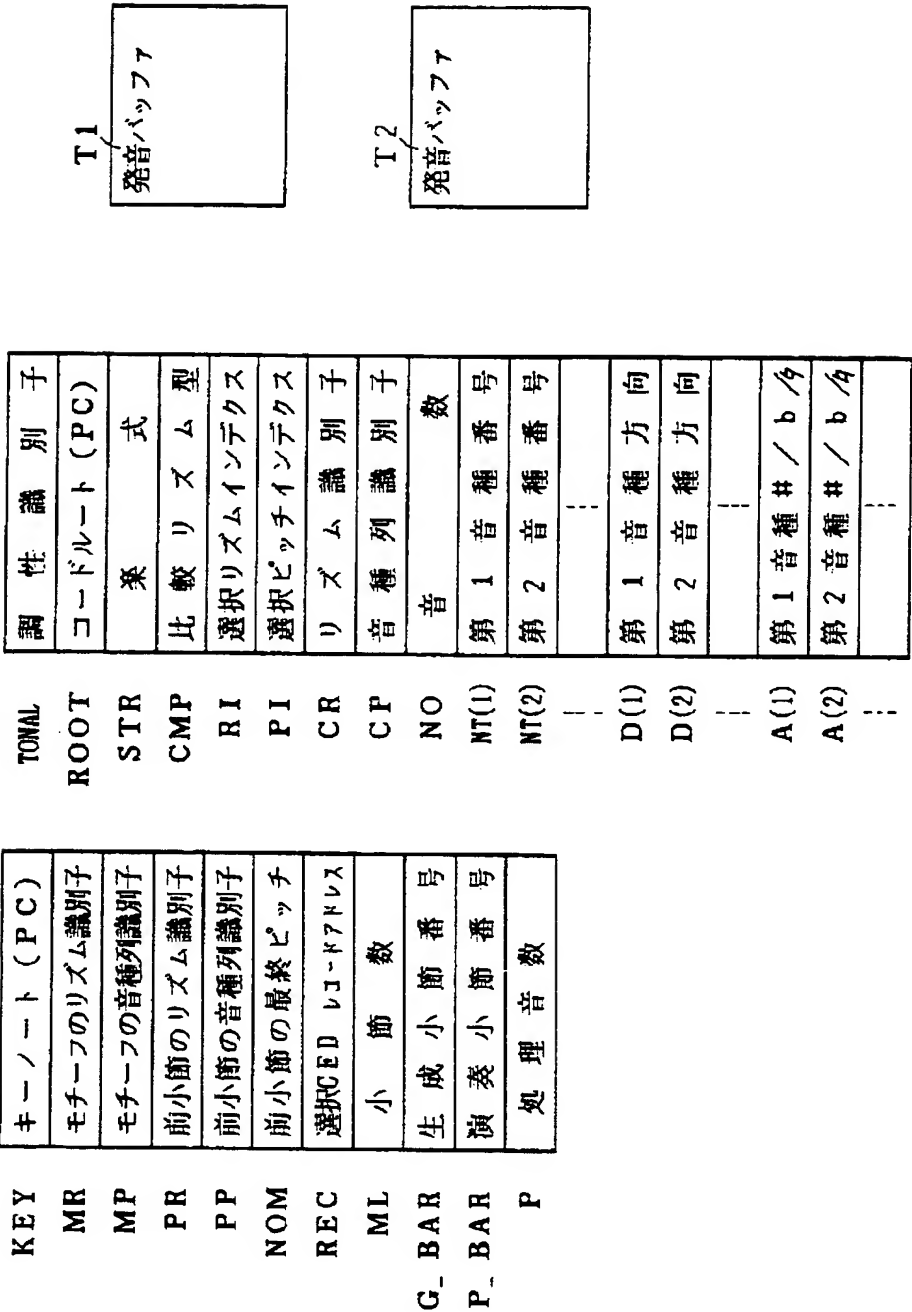 KEY キーノート(PC)
MR モチーフのリズム識別子
MP モチーフの音種列識別子
PR 前小節のリズム識別子
PP 前小節の音種列識別子
NOM 前小節の最終ピッチ
REC 選択CED レコードアドレス
ML 小節数
G_BAR 生成小節番号
P_BAR 演奏小節番号
P 処理音数
TONAL 調性識別子
ROOT コードルート(PC)
STR 楽式
CMP 比較リズム型
RI 選択リズムインデクス
PI 選択ピッチインデクス
CR リズム識別子
CP 音種列識別子
NO 音数
NT(1) 第1音種番号
NT(2) 第2音種番号
D(1) 第1音種方向
D(2) 第2音種方向
A(1) 第1音種#/b/♮
A(2) 第2音種#/b/♮
T1
発音バッファ
T2
発音バッファ